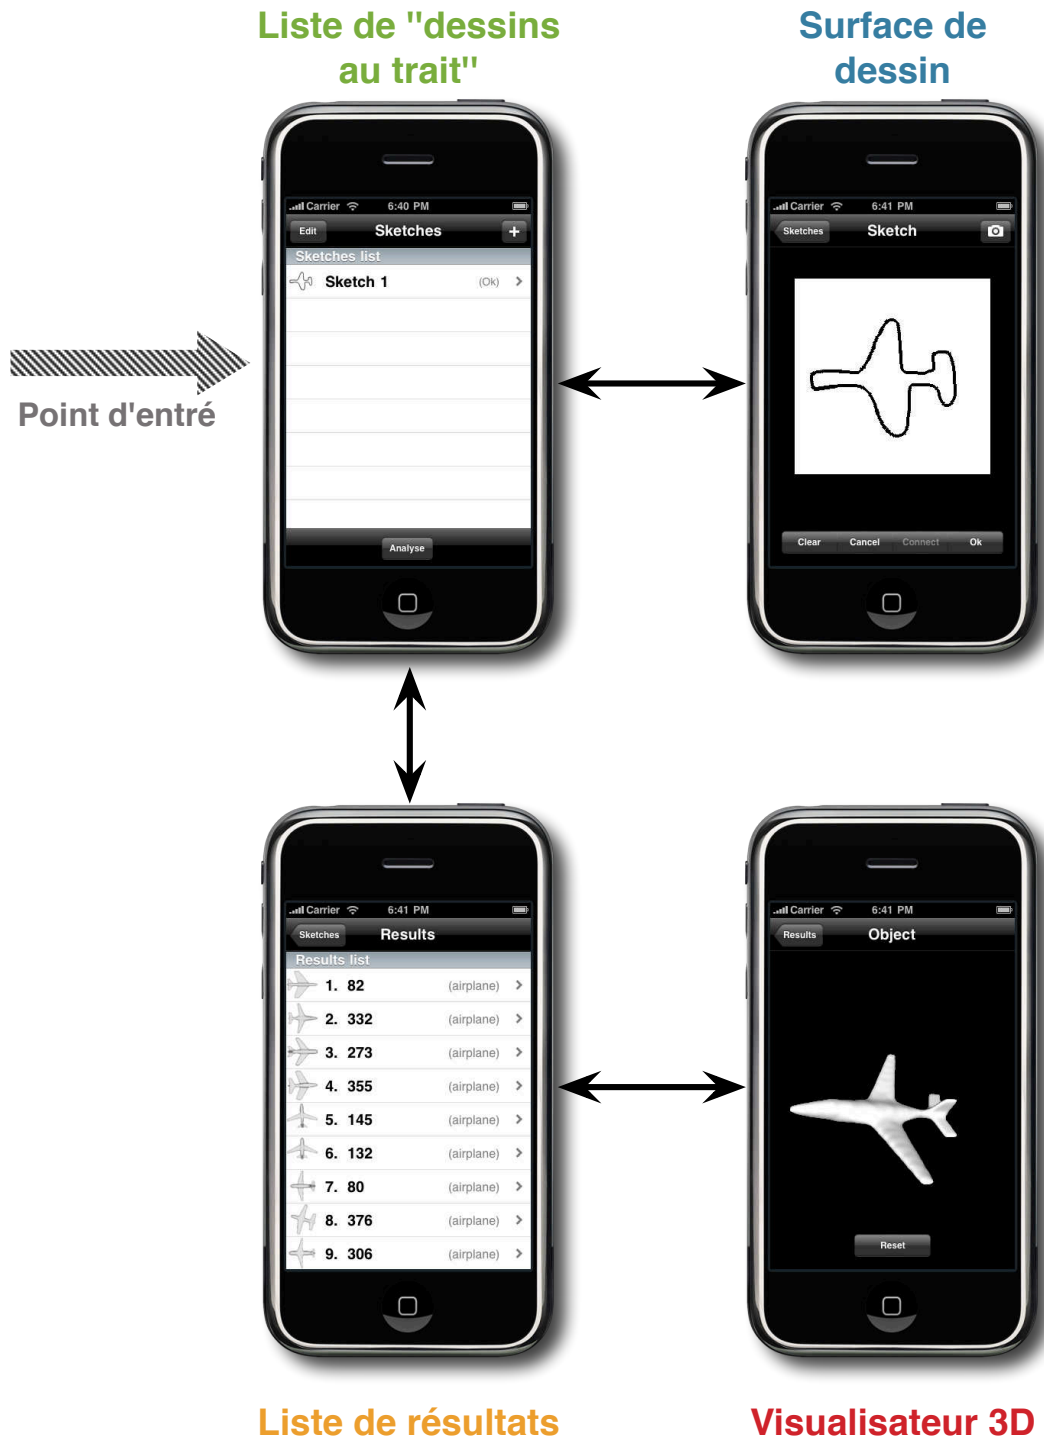 Liste de "dessins
au trait"
Surface de
dessin
Carrier
6:40 PM
Edit
Sketches
+
Sketches list
Sketch 1
(Ok)
Analyse
Carrier
6:41 PM
Sketches
Sketch
Clear
Cancel
Connect
Ok
Point d'entré
Carrier
6:41 PM
Sketches
Results
Results list
1. 82 (airplane)
2. 332 (airplane)
3. 273 (airplane)
4. 355 (airplane)
5. 145 (airplane)
6. 132 (airplane)
7. 80 (airplane)
8. 376 (airplane)
9. 306 (airplane)
Carrier
6:41 PM
Results
Object
Reset
Liste de résultats
Visualisateur 3D